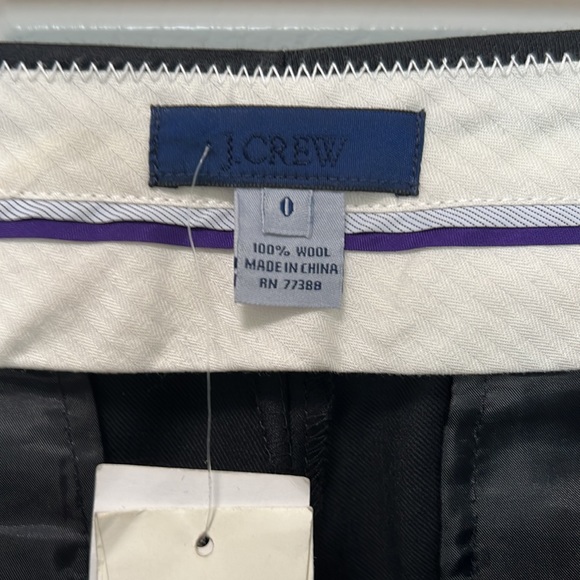 J.CREW
0
100% WOOL
MADE IN CHINA
RN 77388